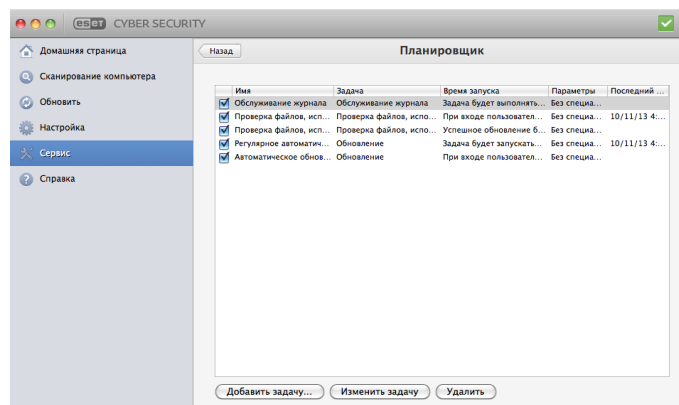 eset CYBER SECURITY
Домашняя страница
Сканирование компьютера
Обновить
Настройка
Сервис
Справка
Назад
Планировщик
Имя Задача Время запуска Параметры Последний ...
Обслуживание журнала Обслуживание журнала Задача будет выполнять... Без специа...
Проверка файлов, исп... Проверка файлов, испо... При входе пользовател... Без специа... 10/11/13 4:...
Проверка файлов, исп... Проверка файлов, испо... Успешное обновление б... Без специа...
Регулярное автоматич... Обновление Задача будет запускать... Без специа... 10/11/13 4:...
Автоматическое обнов... Обновление При входе пользовател... Без специа...
Добавить задачу... Изменить задачу Удалить